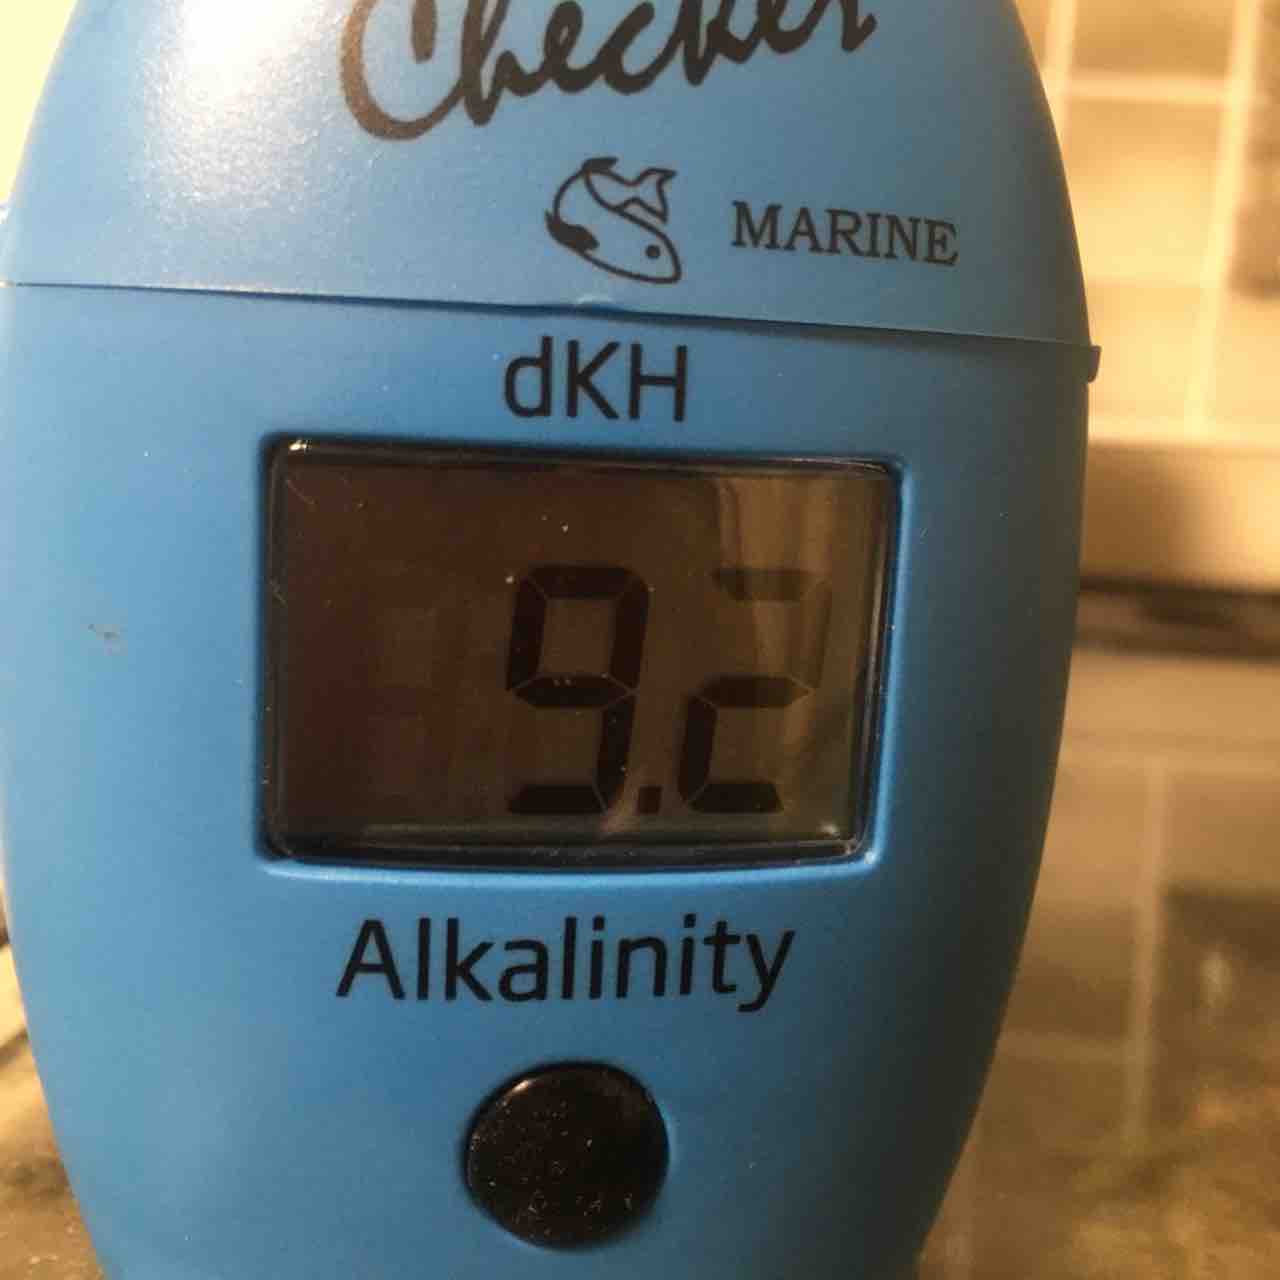 Checker
MARINE
dKH
9.2
Alkalinity